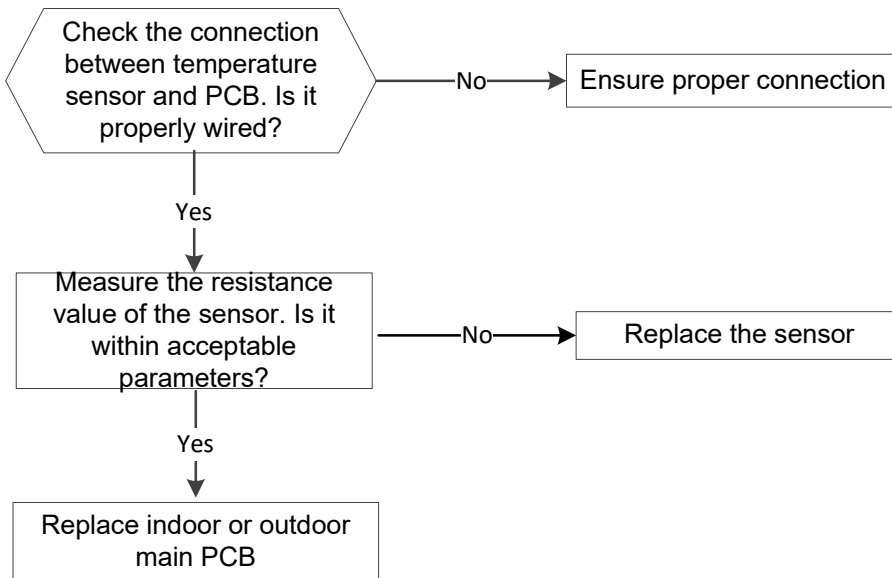 Check the connection
between temperature
sensor and PCB. Is it
properly wired?
No
Ensure proper connection
Yes
Measure the resistance
value of the sensor. Is it
within acceptable
parameters?
No
Replace the sensor
Yes
Replace indoor or outdoor
main PCB